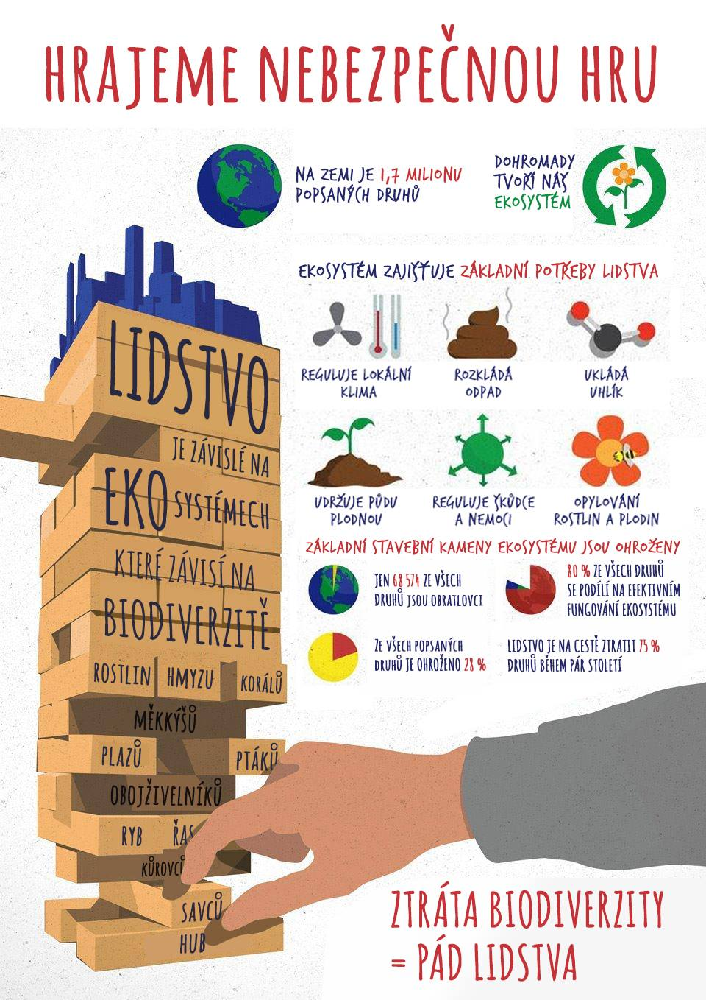 HRAJEME NEBEZPEČNOU HRU
NA ZEMI JE 1,7 MILIONU
POPSANÝCH DRUHŮ
DOHROMADY
TVOŘÍ NÁŠ
EKOSYSTÉM
EKOSYSTÉM ZAJIŠŤUJE ZÁKLADNÍ POTŘEBY LIDSTVA
REGULUJE LOKÁLNÍ
KLIMA
ROZKLÁDÁ
ODPAD
UKLÁDÁ
UHLÍK
UDRŽUJE PŮDU
PLODNOU
REGULUJE ŠKŮDCE
A NEMOCI
OPYLOVÁNÍ
ROSTLIN A PLODIN
ZÁKLADNÍ STAVEBNÍ KAMENY EKOSYSTÉMU JSOU OHROŽENY
JEN 68 574 ZE VŠECH
DRUHŮ JSOU OBRATLOVCI
80 % ZE VŠECH DRUHŮ
SE PODÍLÍ NA EFEKTIVNÍM
FUNGOVÁNÍ EKOSYSTÉMU
ZE VŠECH POPSANÝCH
DRUHŮ JE OHROŽENO 28 %
LIDSTVO JE NA CESTĚ ZTRATIT 75 %
DRUHŮ BĚHEM PÁR STOLETÍ
LIDSTVO
JE ZÁVISLÉ NA
EKO SYSTÉMECH
KTERÉ ZÁVISÍ NA
BIODIVERZITĚ
ROSTLIN HMYZU KORÁLŮ
MĚKKÝŠŮ
PLAZŮ PTÁKŮ
OBOJŽIVELNÍKŮ
RYB ŘAS
KŮROVCŮ
SAVCŮ
HUB
ZTRÁTA BIODIVERZITY
= PÁD LIDSTVA